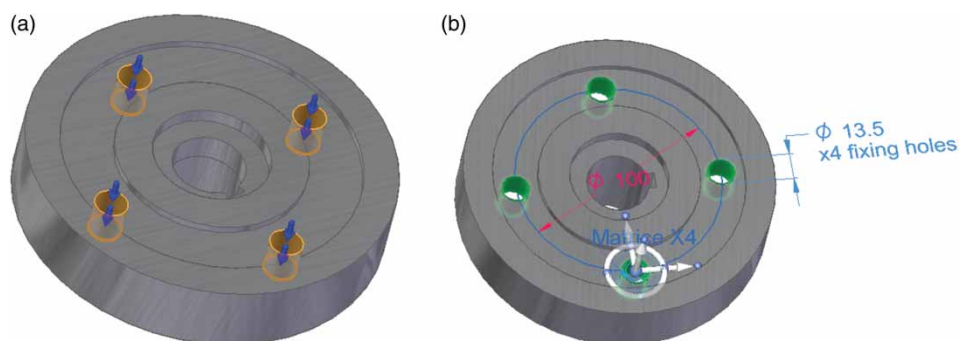 (a)
(b)
Φ 13.5
x4 fixing holes
Φ 100
Matrice X4